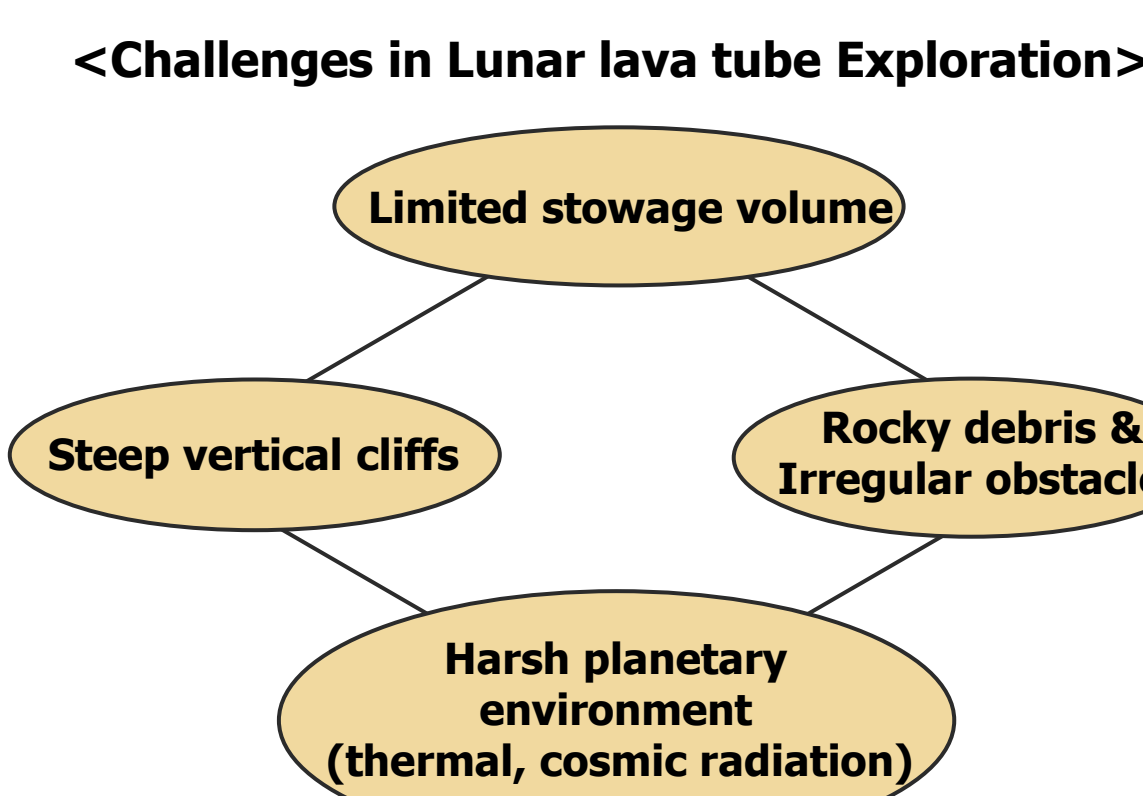 <Challenges in Lunar lava tube Exploration>
Limited stowage volume
Steep vertical cliffs
Rocky debris &
Irregular
Harsh planetary
environment
(thermal, cosmic radiation)